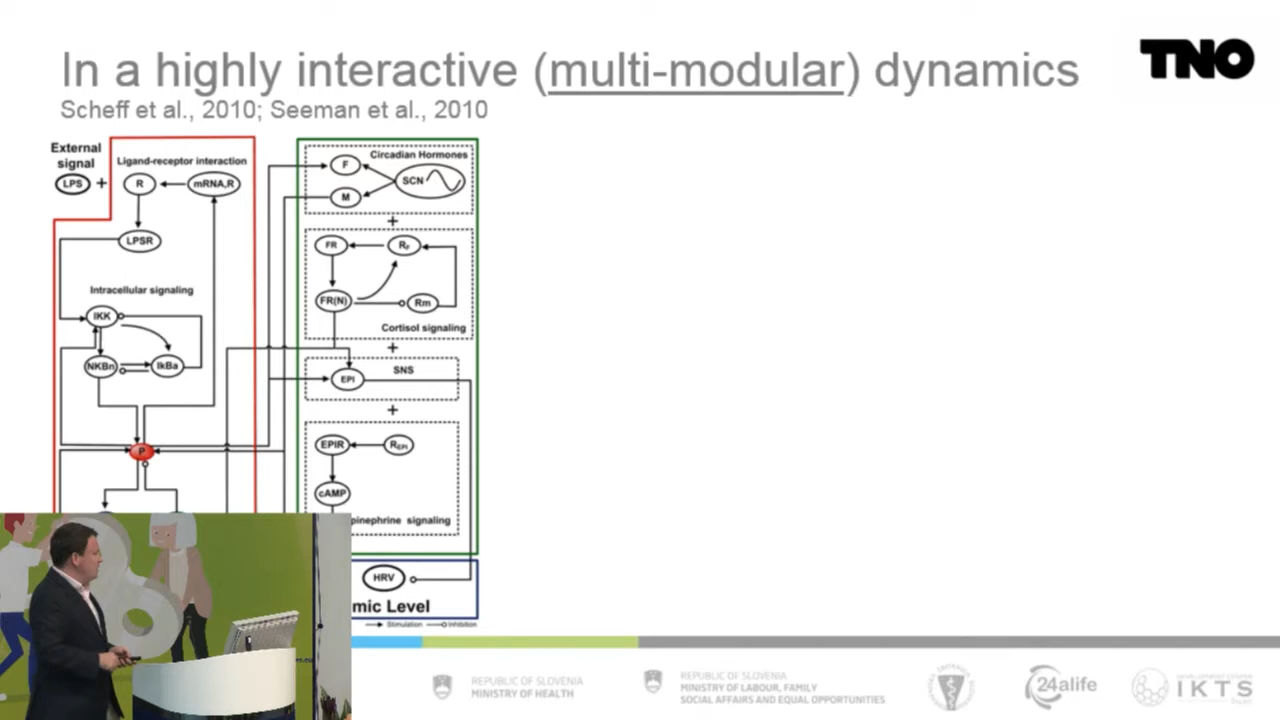 In a highly interactive (multi-modular) dynamics
TNO
Scheff et al., 2010; Seeman et al., 2010
External
signal
LPS +
Ligand-receptor interaction
R
mRNA,R
LPSR
Intracellular signaling
IKK
NKBn
IkBa
P
Circadian Hormones
F
SCN
M
+
FR
RF
FR(N)
Rm
Cortisol signaling
+
SNS
EPI
+
EPIR
REPI
cAMP
pinephrine signaling
HRV
mic Level
Stimulation
Inhibition
REPUBLIC OF SLOVENIA
MINISTRY OF HEALTH
REPUBLIC OF SLOVENIA
MINISTRY OF LABOUR, FAMILY
SOCIAL AFFAIRS AND EQUAL OPPORTUNITIES
24alife
IKTS